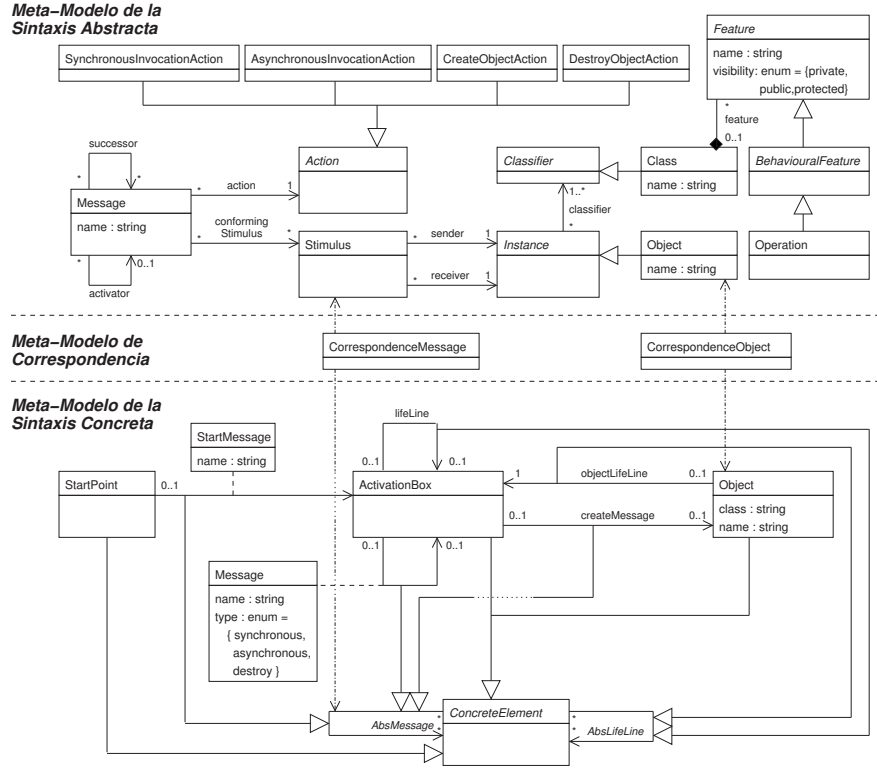 Meta−Modelo de la
Sintaxis Abstracta
SynchronousInvocationAction
AsynchronousInvocationAction
CreateObjectAction
DestroyObjectAction
Feature
name : string
visibility: enum = {private,
public,protected}
*
feature
0..1
successor
*
*
Message
name : string
*
0..1
activator
*
action
1
*
conforming
Stimulus
*
Action
Stimulus
*
sender
1
*
receiver
1
Classifier
1..*
classifier
*
Instance
Class
name : string
Object
name : string
BehaviouralFeature
Operation
Meta−Modelo de
Correspondencia
CorrespondenceMessage
CorrespondenceObject
Meta−Modelo de la
Sintaxis Concreta
StartMessage
name : string
lifeLine
0..1
0..1
StartPoint
0..1
ActivationBox
1
objectLifeLine
0..1
0..1
createMessage
0..1
Object
class : string
name : string
0..1
0..1
Message
name : string
type : enum =
{ synchronous,
asynchronous,
destroy }
AbsMessage
*
*
ConcreteElement
*
*
AbsLifeLine